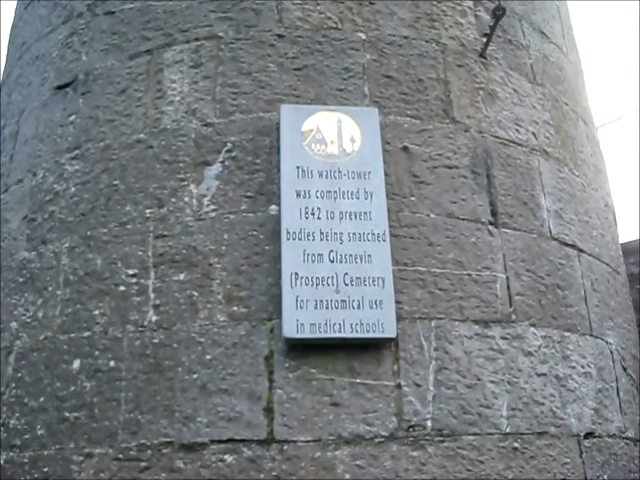 This watch-tower
was completed by
1842 to prevent
bodies being snatched
from Glasnevin
(Prospect) Cemetery
for anatomical use
in medical schools